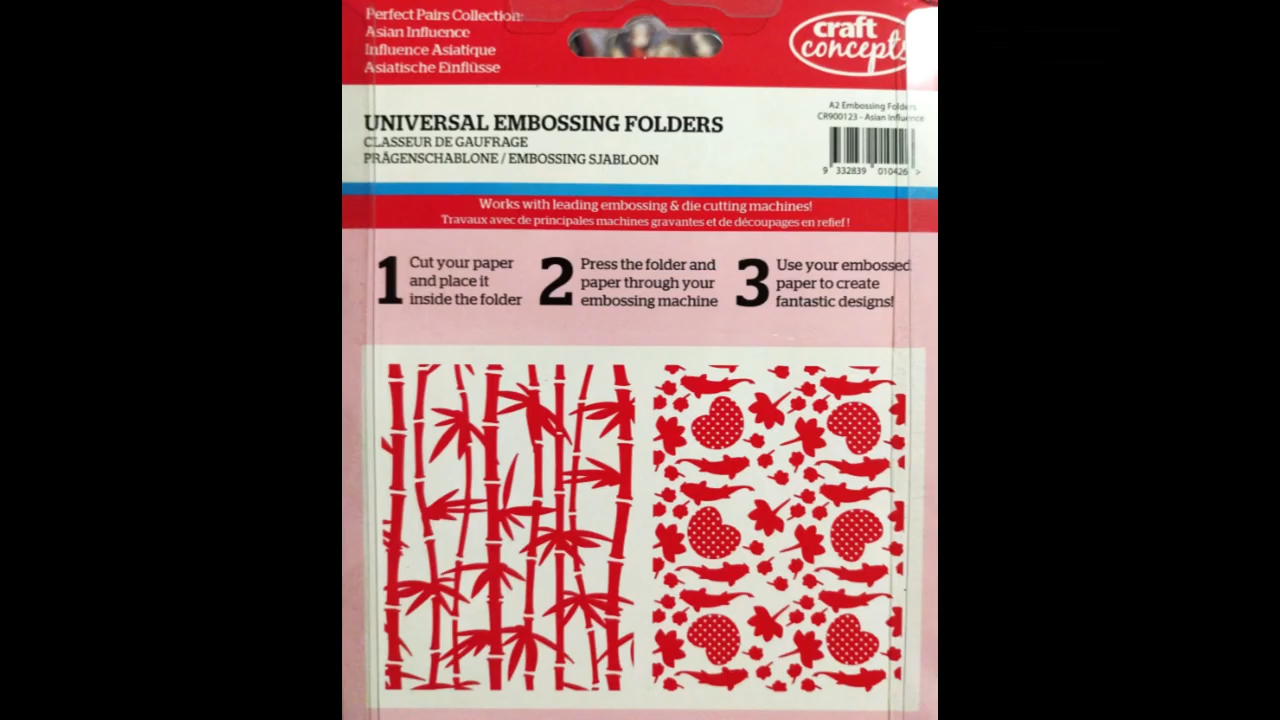 Perfect Pairs Collection:
Asian Influence
Influence Asiatique
Asiatische Einflüsse
craft
concepts
A2 Embossing Folders
CR900123 - Asian Influence
9 332839 010426 >
UNIVERSAL EMBOSSING FOLDERS
CLASSEUR DE GAUFRAGE
PRÄGENSCHABLONE / EMBOSSING SJABLOON
Works with leading embossing & die cutting machines!
Travaux avec de principales machines gravantes et de découpages en refief !
1 Cut your paper
and place it
inside the folder
2 Press the folder and
paper through your
embossing machine
3 Use your embossed
paper to create
fantastic designs!